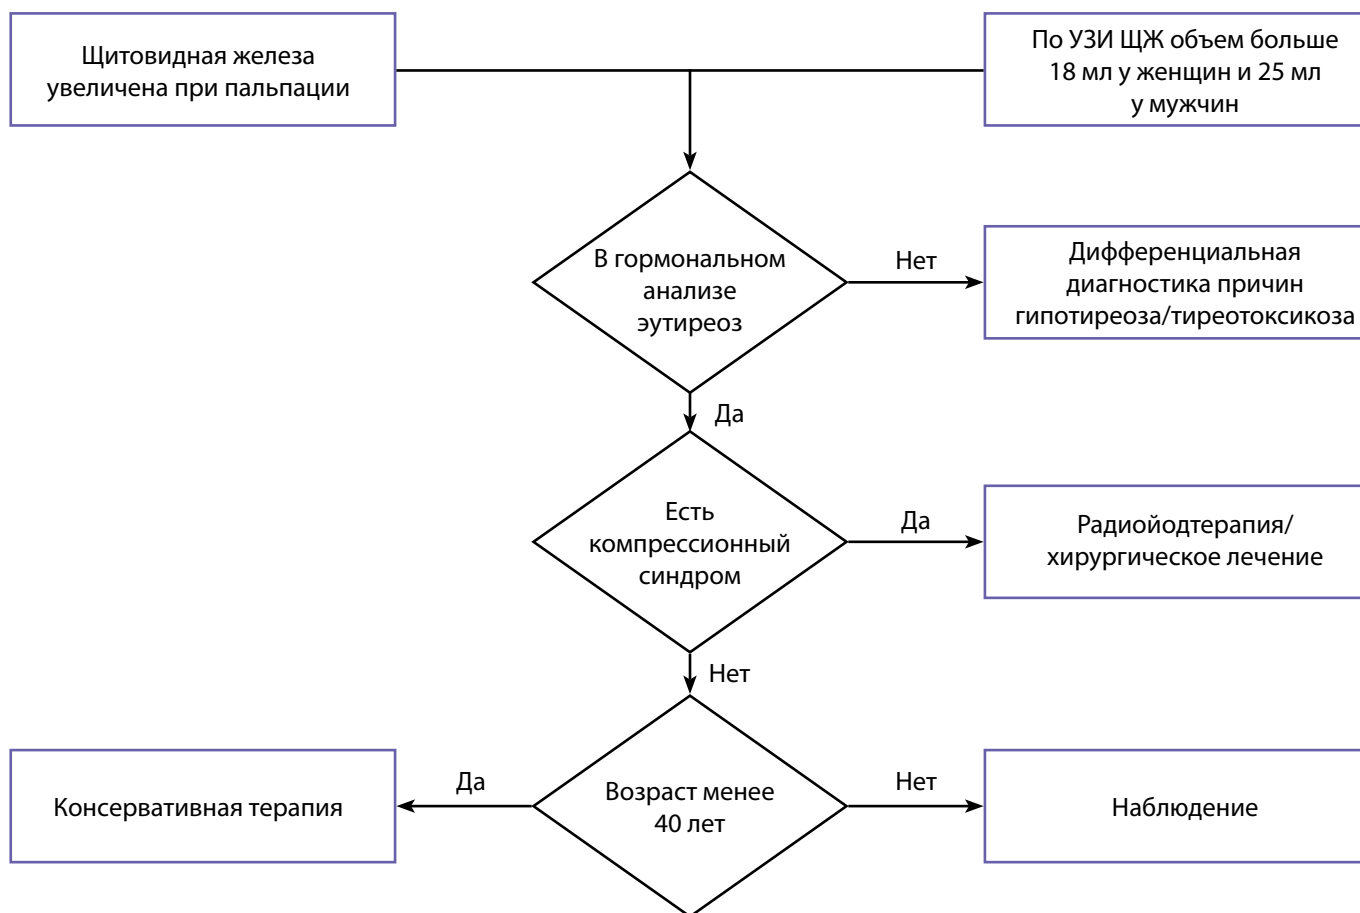 Щитовидная железа
увеличена при пальпации
По УЗИ ЩЖ объем больше
18 мл у женщин и 25 мл
у мужчин
В гормональном
анализе
эутиреоз
Нет
Дифференциальная
диагностика причин
гипотиреоза/тиреотоксикоза
Да
Есть
компрессионный
синдром
Да
Радиойодтерапия/
хирургическое лечение
Нет
Консервативная терапия
Да
Возраст менее
40 лет
Нет
Наблюдение